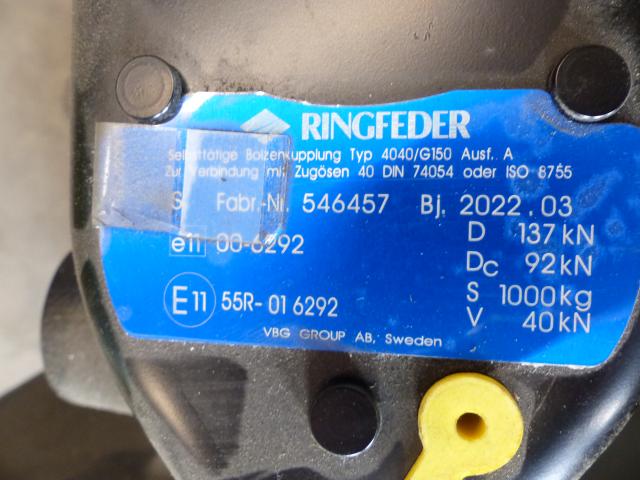 RINGFEDER
Selbsttätige Bolzenkupplung Typ 4040/G150 Ausf. A
Zur Verbindung mit Zugösen 40 DIN 74054 oder ISO 8755
Fabr.-Nr. 546457 Bj. 2022.03
D 137 kN
e11 00-6292
Dc 92 kN
S 1000 kg
E11 55R-01 6292
V 40 kN
VBG GROUP AB, Sweden